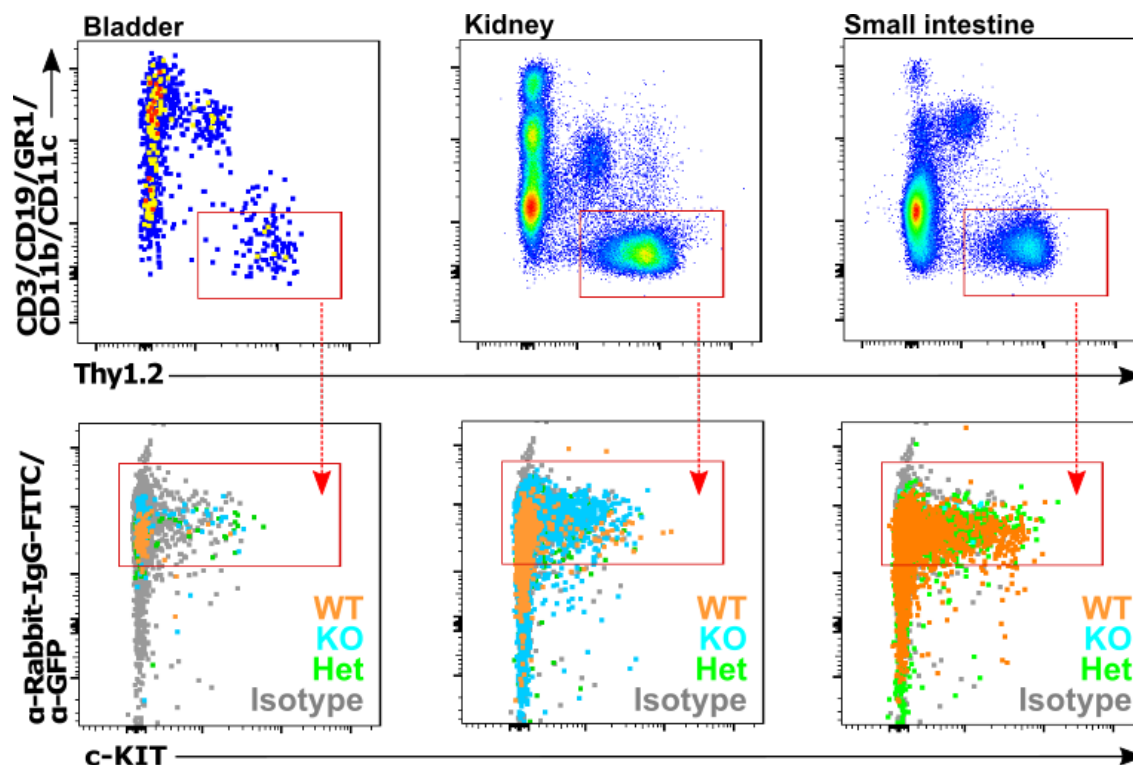 Bladder
Kidney
Small intestine
CD3/CD19/GR1/
CD11b/CD11c
Thy1.2
α-Rabbit-IgG-FITC/
α-GFP
WT
KO
Het
Isotype
WT
KO
Het
Isotype
WT
KO
Het
Isotype
c-KIT